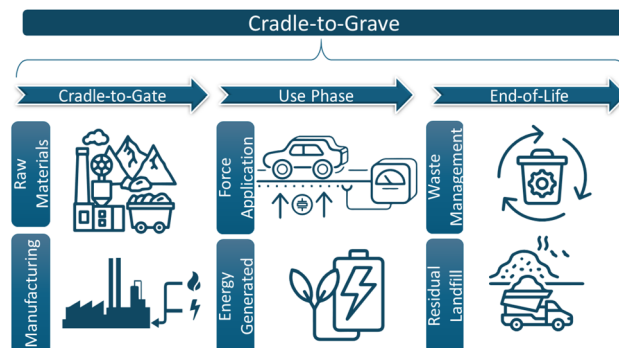 Cradle-to-Grave
Cradle-to-Gate
Use Phase
End-of-Life
Raw
Materials
Force
Application
Waste
Management
Manufacturing
Energy
Generated
Residual
Landfill